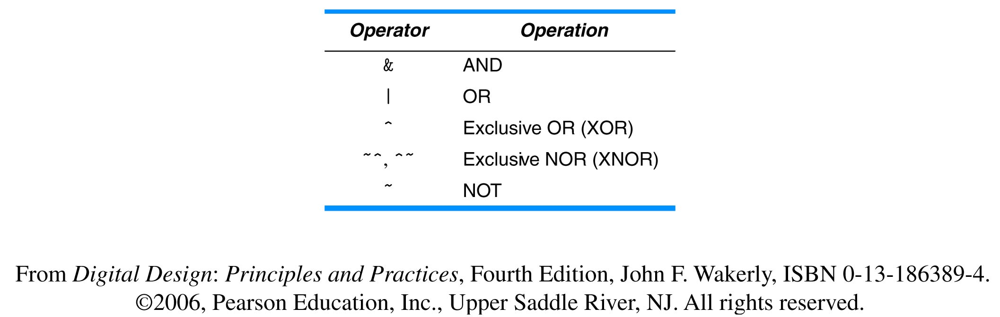 Operator Operation
& AND
| OR
^ Exclusive OR (XOR)
~^, ^~ Exclusive NOR (XNOR)
~ NOT
From Digital Design: Principles and Practices, Fourth Edition, John F. Wakerly, ISBN 0-13-186389-4.
©2006, Pearson Education, Inc., Upper Saddle River, NJ. All rights reserved.